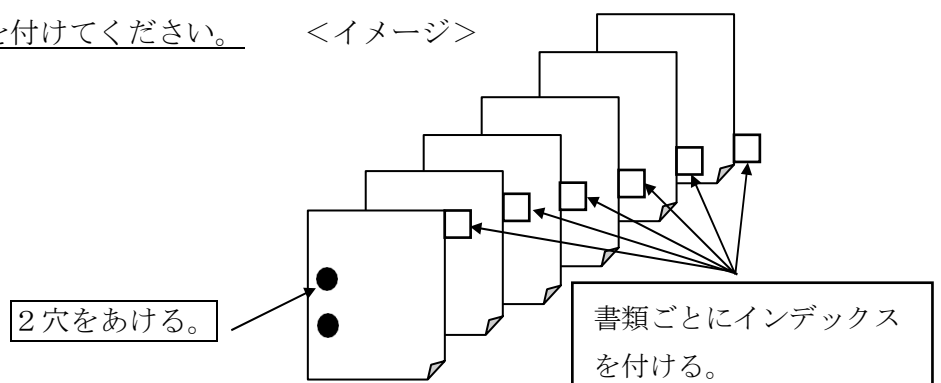 を付けてください。　＜イメージ＞
２穴をあける。
書類ごとにインデックス
を付ける。